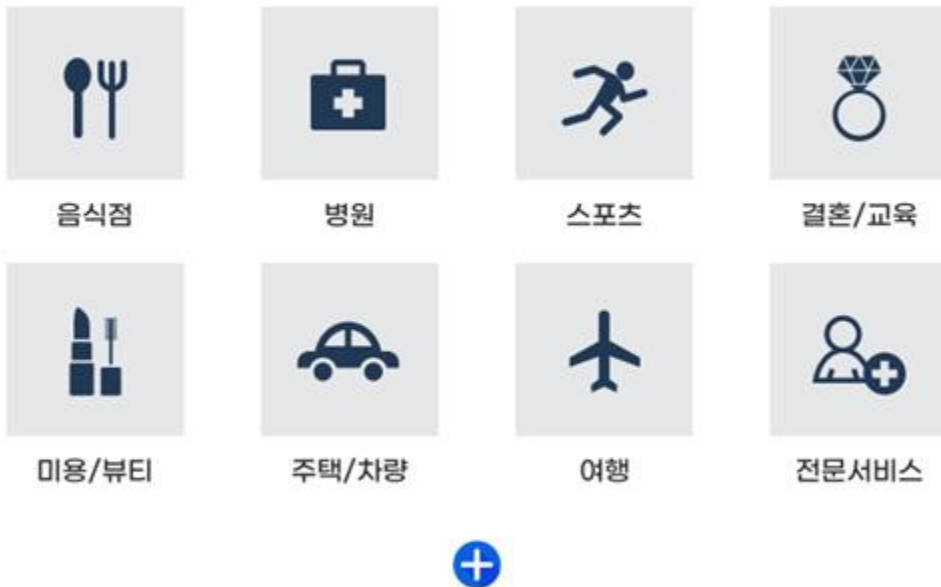 음식점
병원
스포츠
결혼/교육
미용/뷰티
주택/차량
여행
전문서비스